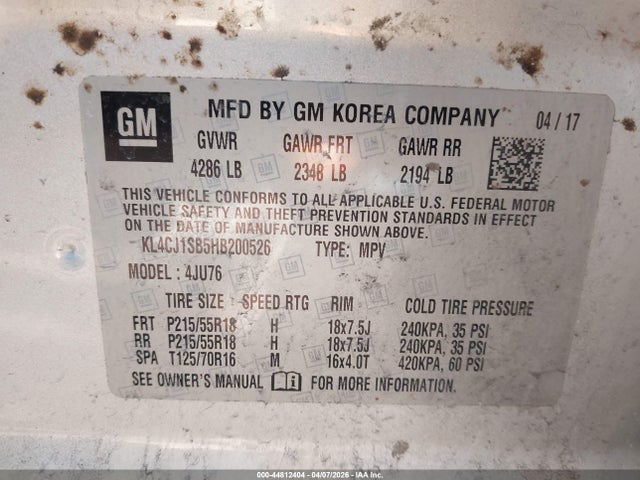 GM MFD BY GM KOREA COMPANY 04 / 17
GVWR GAWR FRT GAWR RR
4286 LB 2348 LB 2194 LB
THIS VEHICLE CONFORMS TO ALL APPLICABLE U.S. FEDERAL MOTOR
VEHICLE SAFETY AND THEFT PREVENTION STANDARDS IN EFFECT
ON THE DATE OF MANUFACTURE SHOWN ABOVE.
KL4CJ1SB5HB200526 TYPE: MPV
MODEL : 4JU76
TIRE SIZE SPEED RTG RIM COLD TIRE PRESSURE
FRT P215/55R18 H 18x7.5J 240KPA, 35 PSI
RR P215/55R18 H 18x7.5J 240KPA, 35 PSI
SPA T125/70R16 M 16x4.0T 420KPA, 60 PSI
SEE OWNER'S MANUAL FOR MORE INFORMATION.
000-44812404 - 04/07/2026 - IAAI.com